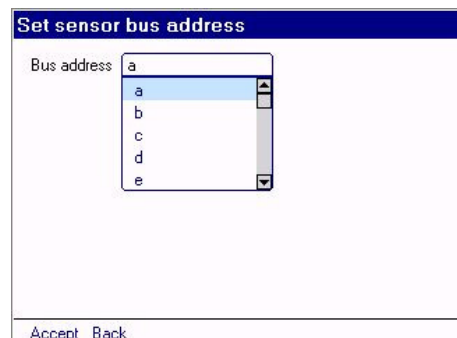 Set sensor bus address
Bus address a
a
b
c
d
e
Accept Back